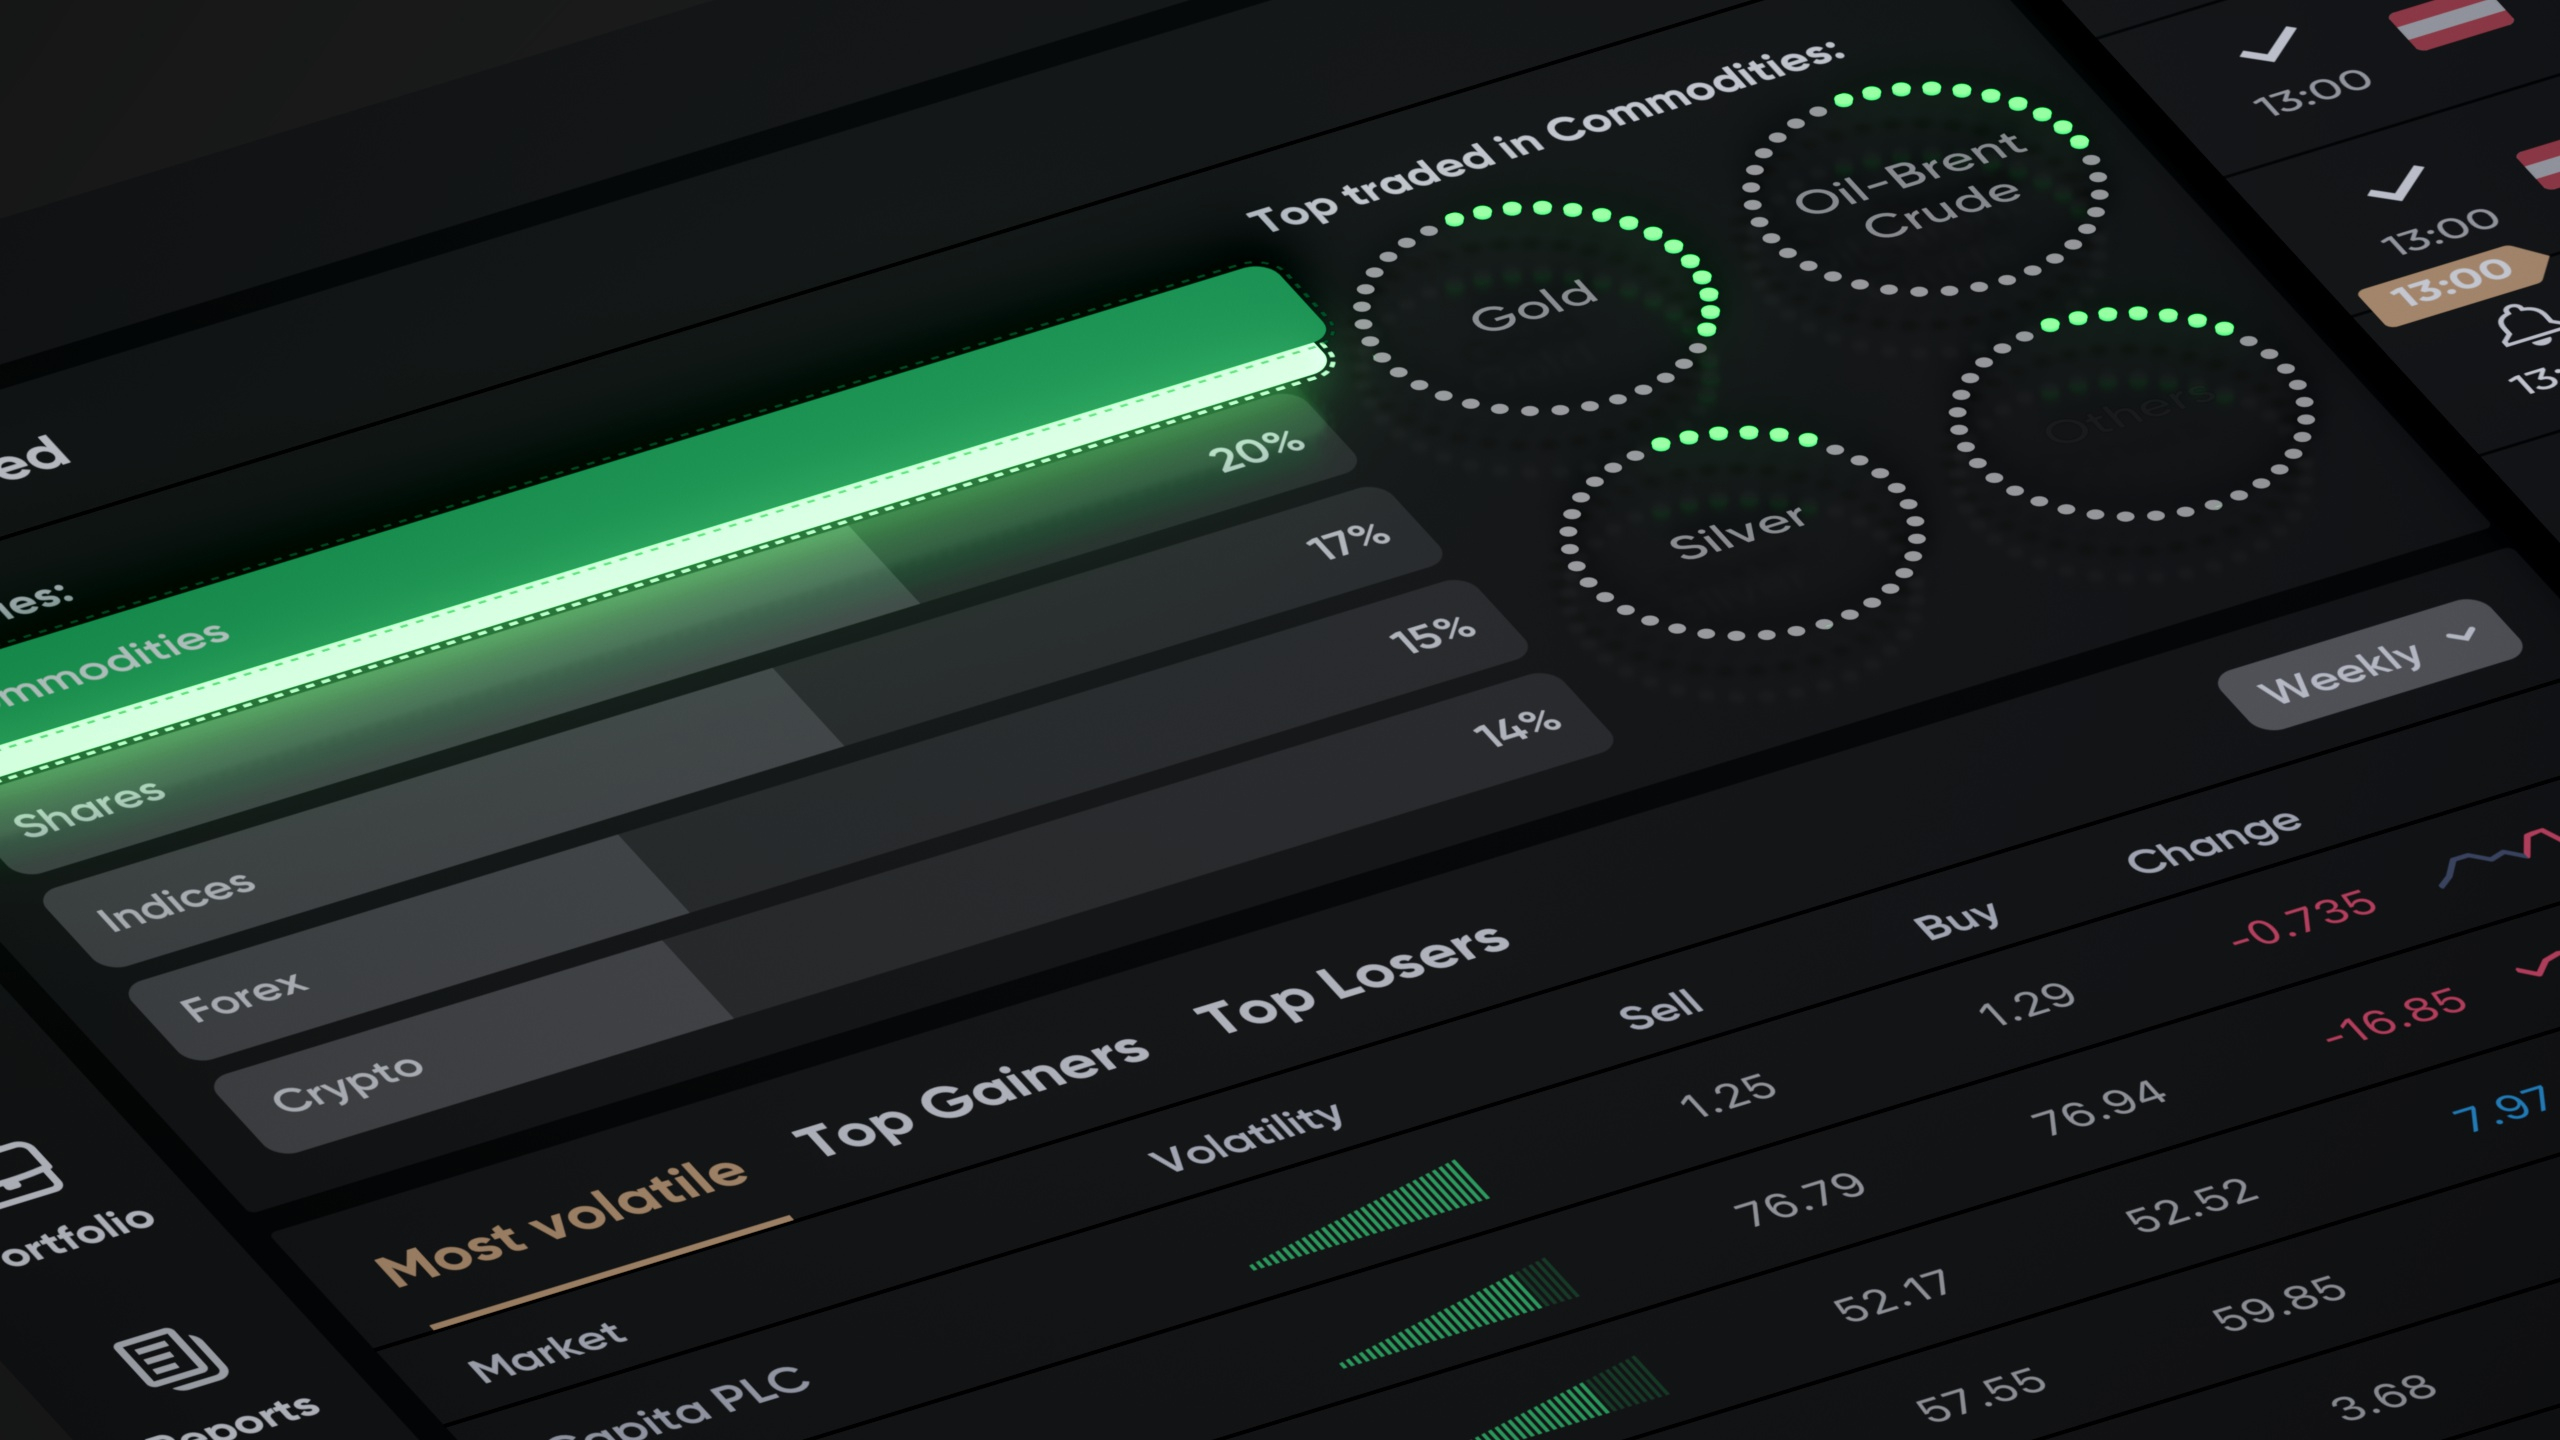 Top traded in Commodities:
Gold
Oil-Brent
Crude
Silver
Others
ed
ies:
mmodities
Shares
20%
Indices
17%
Forex
15%
Crypto
14%
13:00
13:00
13:00
13:
Weekly
Most volatile
Top Gainers
Top Losers
Market
Volatility
Sell
Buy
Change
Capita PLC
1.25
1.29
-0.735
76.79
76.94
-16.85
52.17
52.52
7.97
57.55
59.85
3.68
ortfolio
Reports